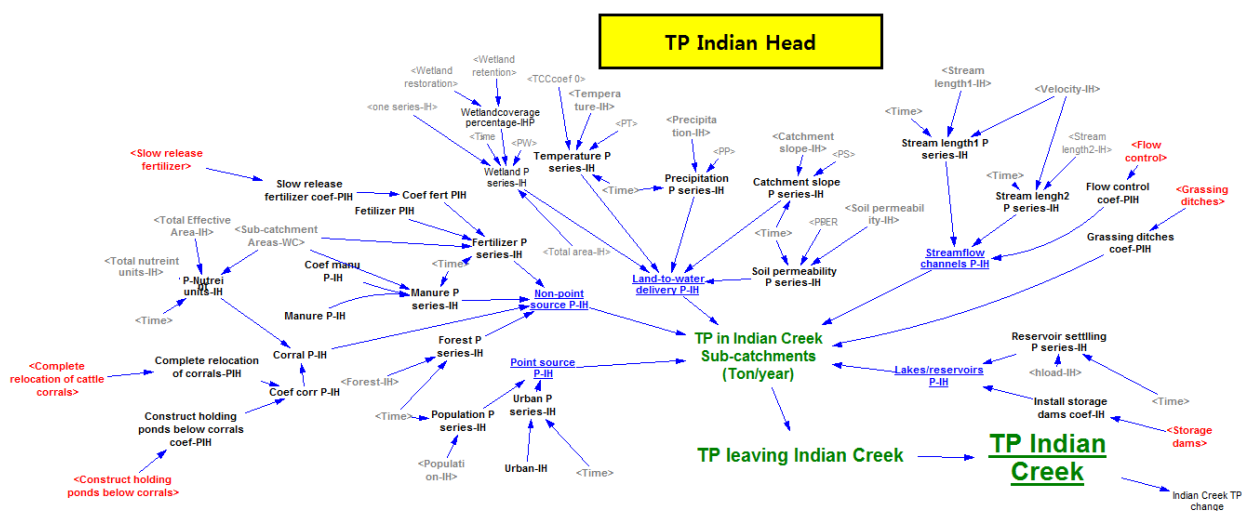 TP Indian Head
<Wetland
restoration>
<Wetland
retention>
<one series-IH>
Wetlandcoverage
percentage-IHP
<Time
<PW>
Wetland P
series-IH
<TCCcoef 0>
<Tempera
ture-IH>
<PT>
Temperature P
series-IH
<Time>
<Precipita
tion-IH>
<PP>
Precipitation
P series-IH
<Catchment
slope-IH>
<PS>
Catchment slope
P series-IH
<Time>
<PBER
<Soil permeabil
ity-IH>
Soil permeability
P series-IH
<Total area-IH>
Land-to-water
delivery P-IH
<Stream
length1-IH>
<Time>
<Velocity-IH>
Stream length1 P
series-IH
<Stream
length2-IH>
<Time>
Stream lengh2
P series-IH
<Flow
control>
Flow control
coef-PIH
<Grassing
ditches>
Grassing ditches
coef-PIH
Streamflow
channels P-IH
<Slow release
fertilizer>
Slow release
fertilizer coef-PIH
Coef fert PIH
Fetilizer PIH
<Total Effective
Area-IH>
<Sub-catchment
Areas-WC>
Fertilizer P
series-IH
<Total nutreint
units-IH>
Coef manu
P-IH
<Time>
units-IH
Manure P
series-IH
Non-point
source P-IH
<Time>
Manure P-IH
Corral P-IH
Forest P
series-IH
TP in Indian Creek
Sub-catchments
(Ton/year)
Reservoir settlling
P series-IH
<Complete
relocation of cattle
corrals>
Complete relocation
of corrals-PIH
Coef corr P-IH
<Forest-IH>
Point source
P-IH
Lakes/reservoirs
P-IH
<hload-IH>
<Time>
Construct holding
ponds below corrals
coef-PIH
<Time>
Population P
series-IH
Urban P
series-IH
Install storage
dams coef-IH
<Storage
dams>
<Construct holding
ponds below corrals>
<Populati
on-IH>
Urban-IH
<Time>
TP leaving Indian Creek
TP Indian
Creek
Indian Creek TP
change